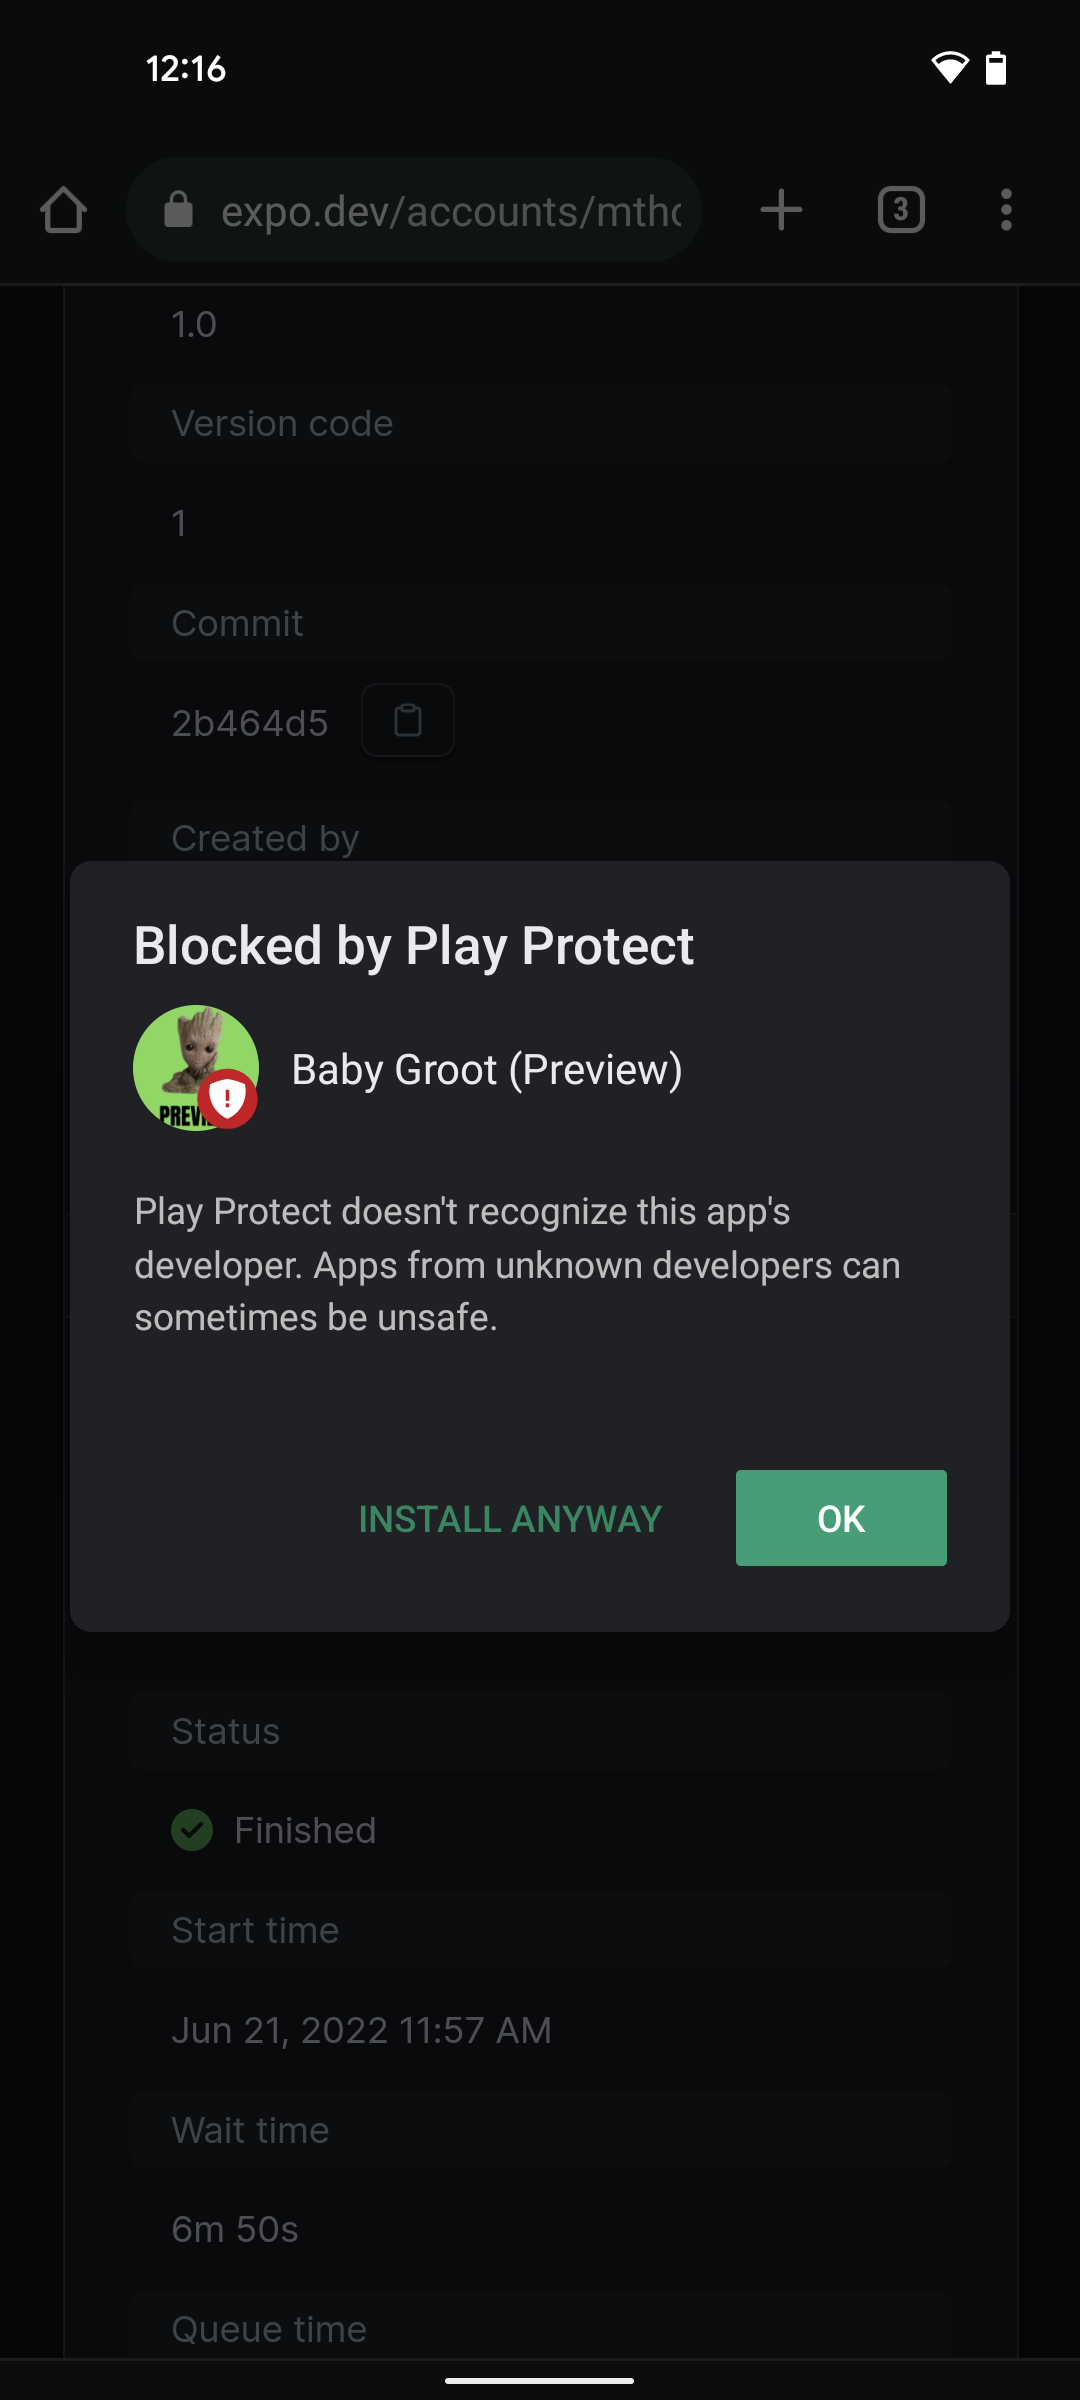 12:16
expo.dev/accounts/mtho
3
1.0
Version code
1
Commit
2b464d5
Created by
Blocked by Play Protect
Baby Groot (Preview)
Play Protect doesn't recognize this app's
developer. Apps from unknown developers can
sometimes be unsafe.
INSTALL ANYWAY
OK
Status
Finished
Start time
Jun 21, 2022 11:57 AM
Wait time
6m 50s
Queue time